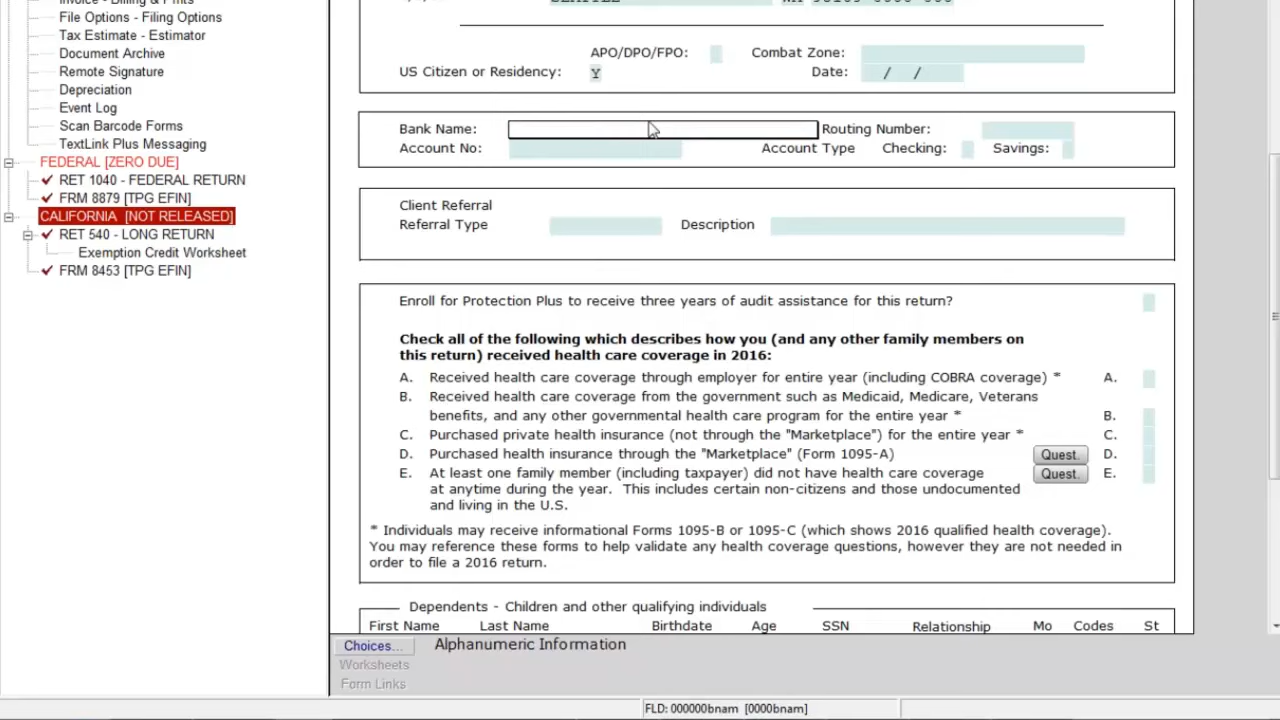 Invoice - Billing & Prnts
File Options - Filing Options
Tax Estimate - Estimator
Document Archive
Remote Signature
Depreciation
Event Log
Scan Barcode Forms
TextLink Plus Messaging
FEDERAL [ZERO DUE]
RET 1040 - FEDERAL RETURN
FRM 8879 [TPG EFIN]
CALIFORNIA [NOT RELEASED]
RET 540 - LONG RETURN
Exemption Credit Worksheet
FRM 8453 [TPG EFIN]
APO/DPO/FPO: Combat Zone:
US Citizen or Residency: Y Date: / /
Bank Name: Routing Number:
Account No: Account Type Checking: Savings:
Client Referral
Referral Type Description
Enroll for Protection Plus to receive three years of audit assistance for this return?
Check all of the following which describes how you (and any other family members on
this return) received health care coverage in 2016:
A. Received health care coverage through employer for entire year (including COBRA coverage) * A.
B. Received health care coverage from the government such as Medicaid, Medicare, Veterans
benefits, and any other governmental health care program for the entire year * B.
C. Purchased private health insurance (not through the "Marketplace") for the entire year * C.
D. Purchased health insurance through the "Marketplace" (Form 1095-A) Quest. D.
E. At least one family member (including taxpayer) did not have health care coverage Quest. E.
at anytime during the year. This includes certain non-citizens and those undocumented
and living in the U.S.
* Individuals may receive informational Forms 1095-B or 1095-C (which shows 2016 qualified health coverage).
You may reference these forms to help validate any health coverage questions, however they are not needed in
order to file a 2016 return.
Dependents - Children and other qualifying individuals
First Name Last Name Birthdate Age SSN Relationship Mo Codes St
Choices... Alphanumeric Information
Worksheets
Form Links
FLD: 000000bnam [0000bnam]